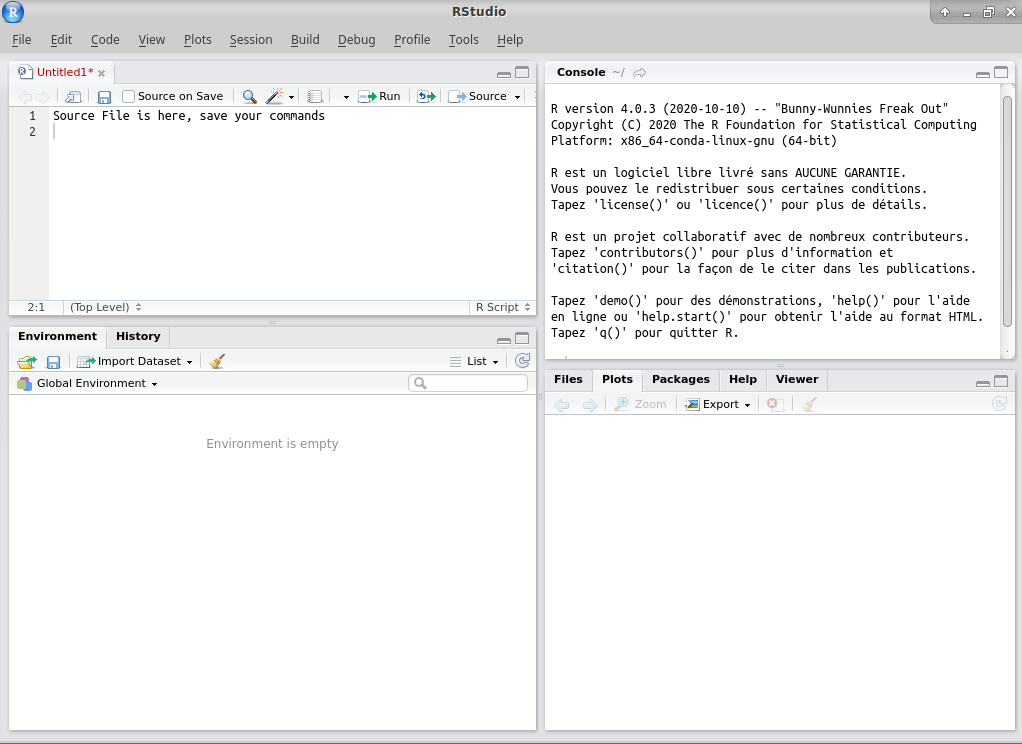 RStudio
File Edit Code View Plots Session Build Debug Profile Tools Help
Untitled1*
Source on Save Run Source
1 Source File is here, save your commands
2
2:1 (Top Level) R Script
Environment History
Import Dataset List
Global Environment
Environment is empty
Console ~/
R version 4.0.3 (2020-10-10) -- "Bunny-Wunnies Freak Out"
Copyright (C) 2020 The R Foundation for Statistical Computing
Platform: x86_64-conda-linux-gnu (64-bit)
R est un logiciel libre livré sans AUCUNE GARANTIE.
Vous pouvez le redistribuer sous certaines conditions.
Tapez 'license()' ou 'licence()' pour plus de détails.
R est un projet collaboratif avec de nombreux contributeurs.
Tapez 'contributors()' pour plus d'information et
'citation()' pour la façon de le citer dans les publications.
Tapez 'demo()' pour des démonstrations, 'help()' pour l'aide
en ligne ou 'help.start()' pour obtenir l'aide au format HTML.
Tapez 'q()' pour quitter R.
Files Plots Packages Help Viewer
Zoom Export